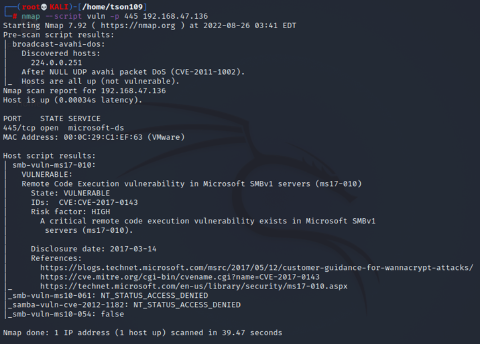 (root💀KALI)-[/home/tson109]
# nmap --script vuln -p 445 192.168.47.136
Starting Nmap 7.92 ( https://nmap.org ) at 2022-08-26 03:41 EDT
Pre-scan script results:
| broadcast-avahi-dos:
|   Discovered hosts:
|     224.0.0.251
|   After NULL UDP avahi packet DoS (CVE-2011-1002).
|_  Hosts are all up (not vulnerable).
Nmap scan report for 192.168.47.136
Host is up (0.00034s latency).

PORT    STATE SERVICE
445/tcp open  microsoft-ds
MAC Address: 00:0C:29:C1:EF:63 (VMware)

Host script results:
| smb-vuln-ms17-010:
|   VULNERABLE:
|   Remote Code Execution vulnerability in Microsoft SMBv1 servers (ms17-010)
|     State: VULNERABLE
|     IDs:  CVE:CVE-2017-0143
|     Risk factor: HIGH
|       A critical remote code execution vulnerability exists in Microsoft SMBv1
|        servers (ms17-010).
|
|     Disclosure date: 2017-03-14
|     References:
|       https://blogs.technet.microsoft.com/msrc/2017/05/12/customer-guidance-for-wannacrypt-attacks/
|       https://cve.mitre.org/cgi-bin/cvename.cgi?name=CVE-2017-0143
|_      https://technet.microsoft.com/en-us/library/security/ms17-010.aspx
|_smb-vuln-ms10-061: NT_STATUS_ACCESS_DENIED
|_samba-vuln-cve-2012-1182: NT_STATUS_ACCESS_DENIED
|_smb-vuln-ms10-054: false

Nmap done: 1 IP address (1 host up) scanned in 39.47 seconds